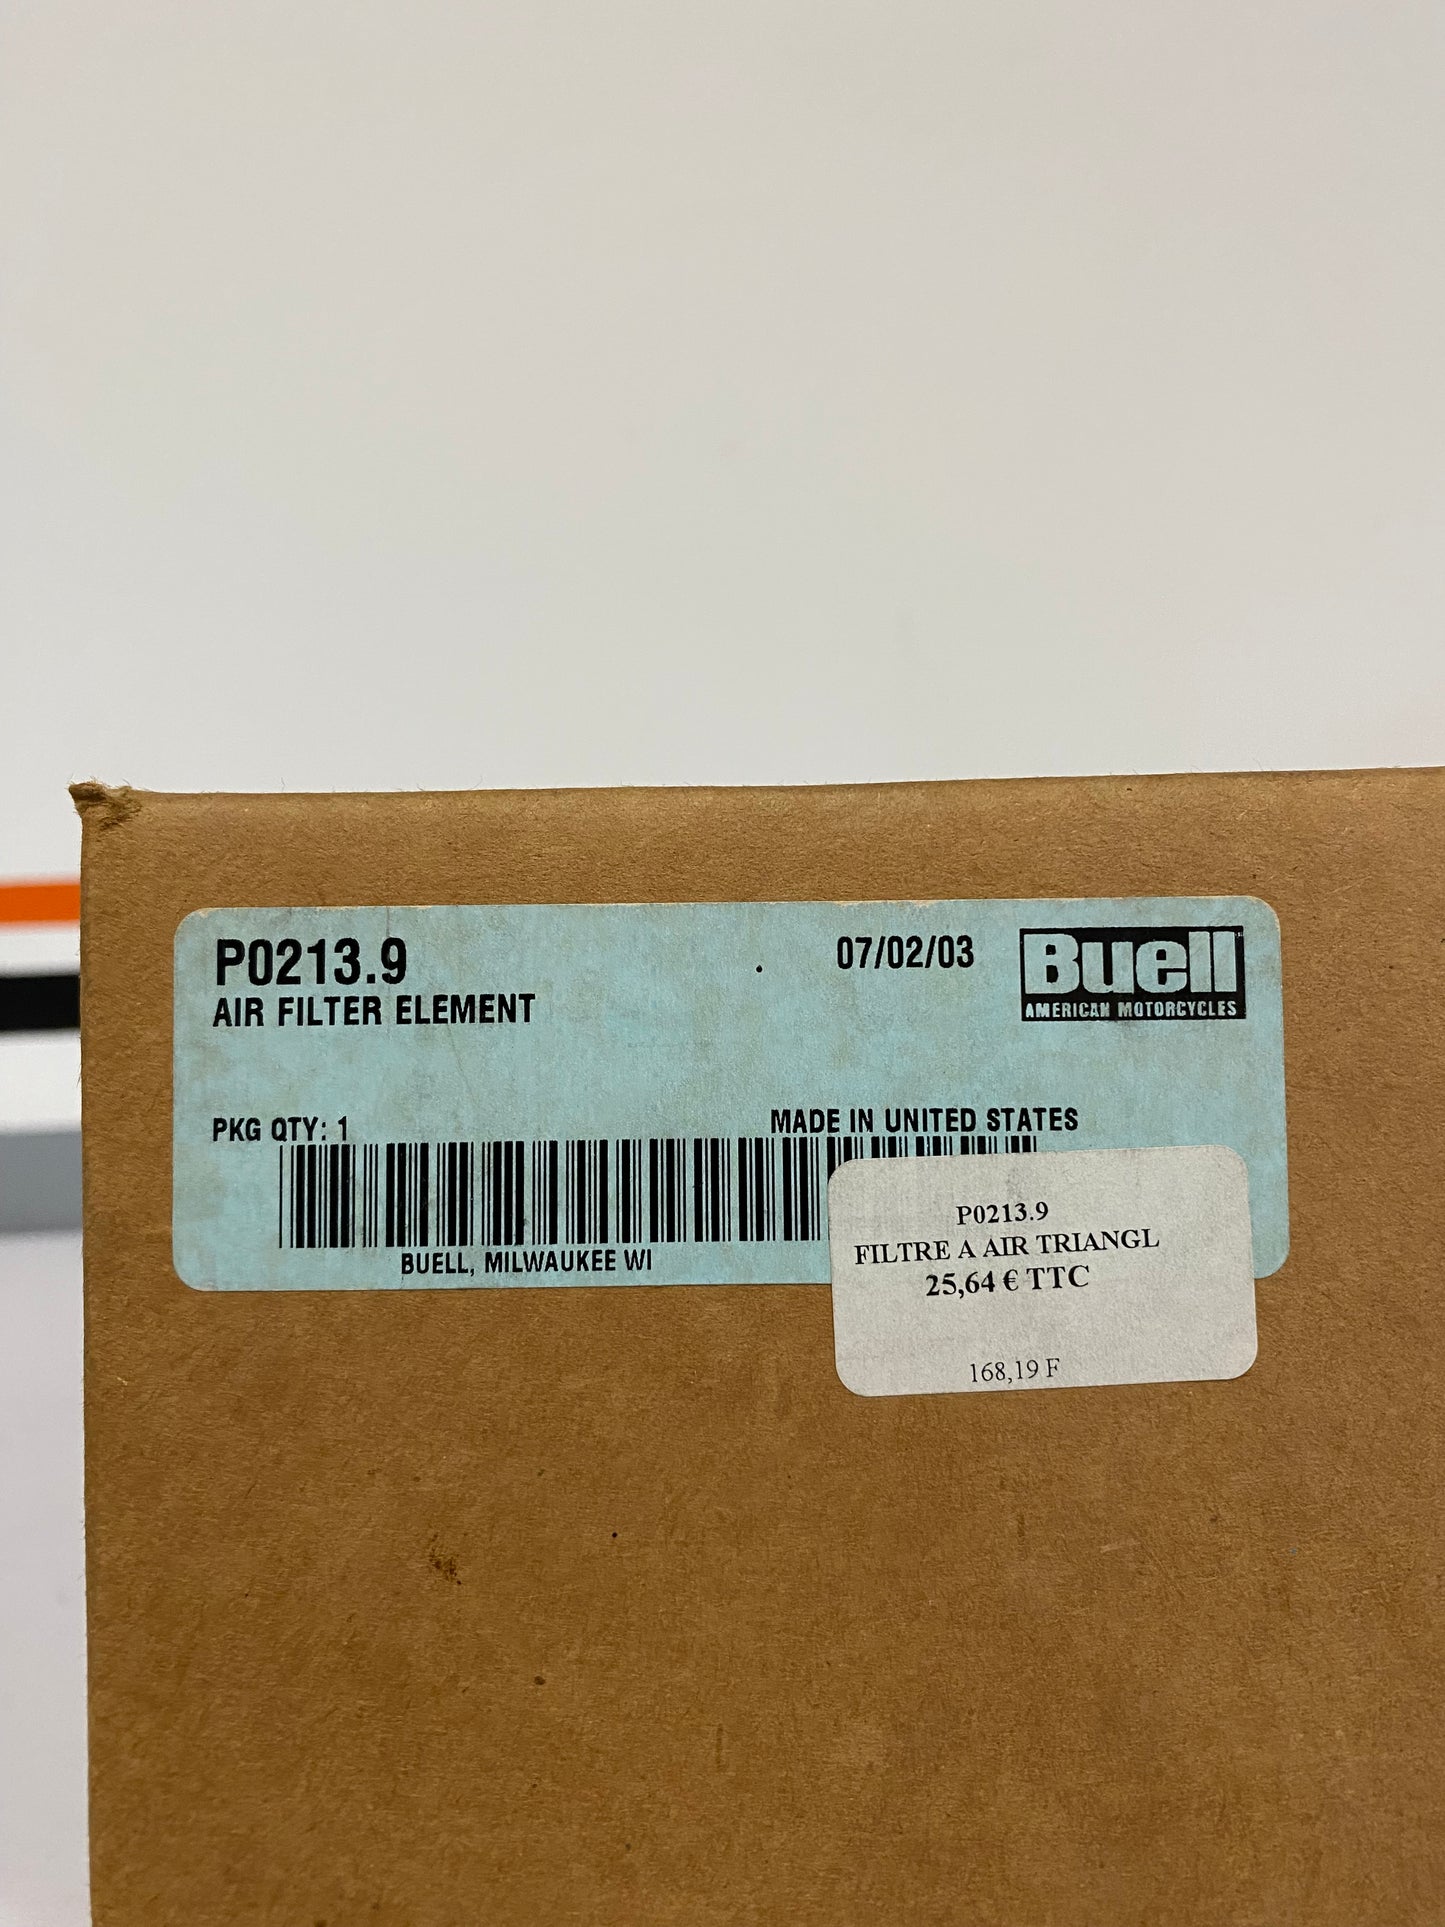 P0213.9
07/02/03
Buell
AIR FILTER ELEMENT
AMERICAN MOTORCYCLES
PKG QTY: 1
MADE IN UNITED STATES
BUELL, MILWAUKEE WI
P0213.9
FILTRE A AIR TRIANGL
25,64 € TTC
168,19 F